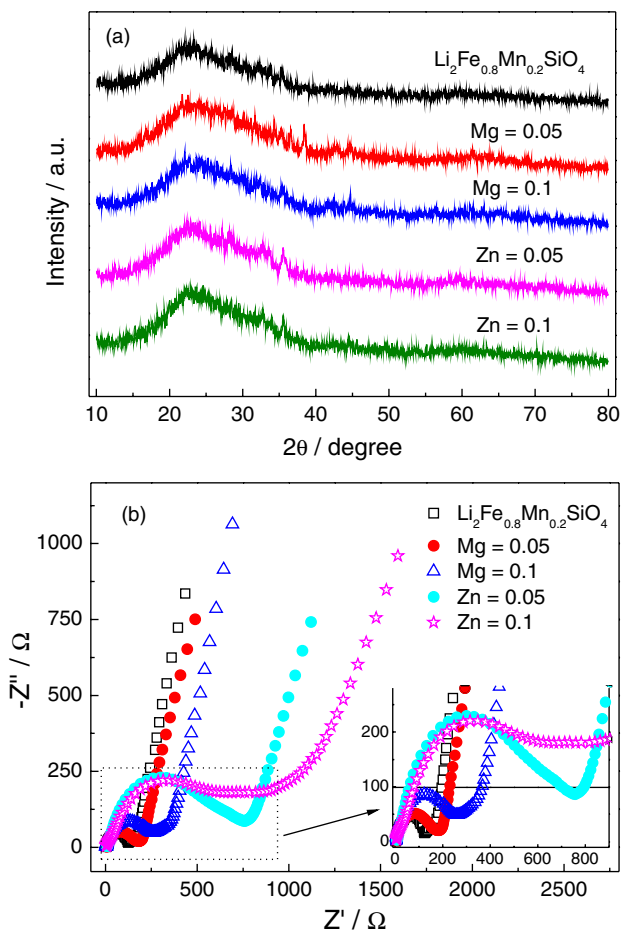 (a)
Li2Fe0.8Mn0.2SiO4
Mg = 0.05
Mg = 0.1
Zn = 0.05
Zn = 0.1
Intensity / a.u.
10 20 30 40 50 60 70 80
2θ / degree
(b)
Li2Fe0.8Mn0.2SiO4
Mg = 0.05
Mg = 0.1
Zn = 0.05
Zn = 0.1
1000
750
500
250
0
-Z'' / Ω
200
100
0
0 200 400 600 800
0 500 1000 1500 2000 2500
Z' / Ω